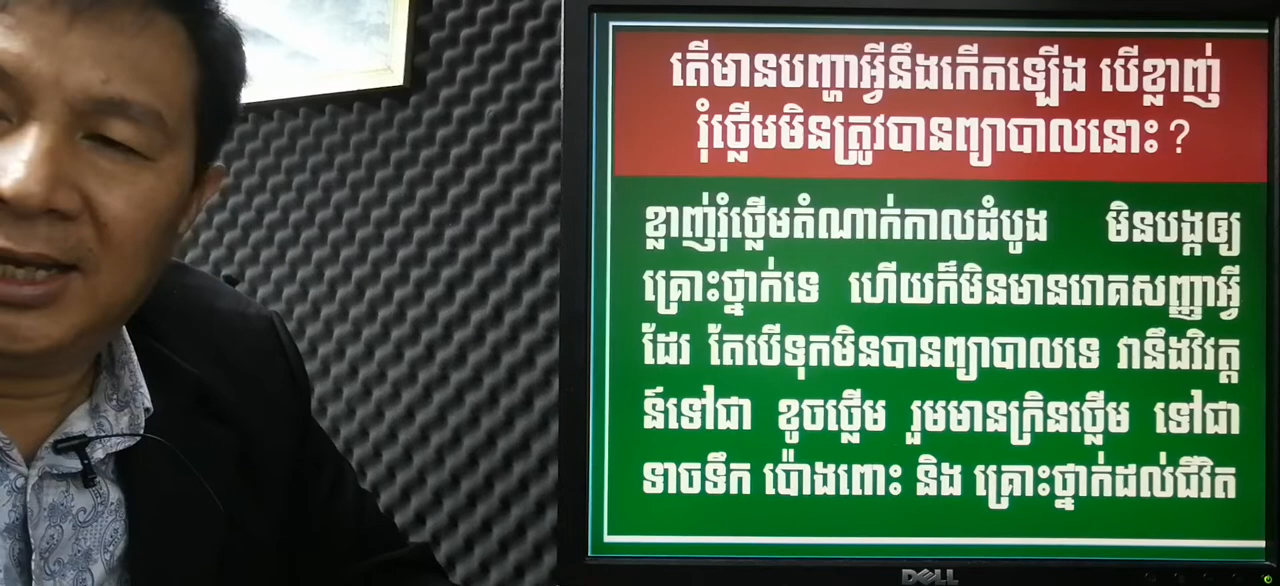 តើមានបញ្ហាអ្វីនឹងកើតឡើង បើខ្លាញ់
រុំថ្លើមមិនត្រូវបានព្យាបាលនោះ?
ខ្លាញ់រុំថ្លើមតំណាក់កាលដំបូង មិនបង្កឲ្យ
គ្រោះថ្នាក់ទេ ហើយក៏មិនមានរោគសញ្ញាអ្វី
ដែរ តែបើទុកមិនបានព្យាបាលទេ វានឹងវិវត្ត
ន៍ទៅជា ខូចថ្លើម រួមមានក្រិនថ្លើម ទៅជា
ទាចទឹក ប៉ោងពោះ និង គ្រោះថ្នាក់ដល់ជីវិត
DELL